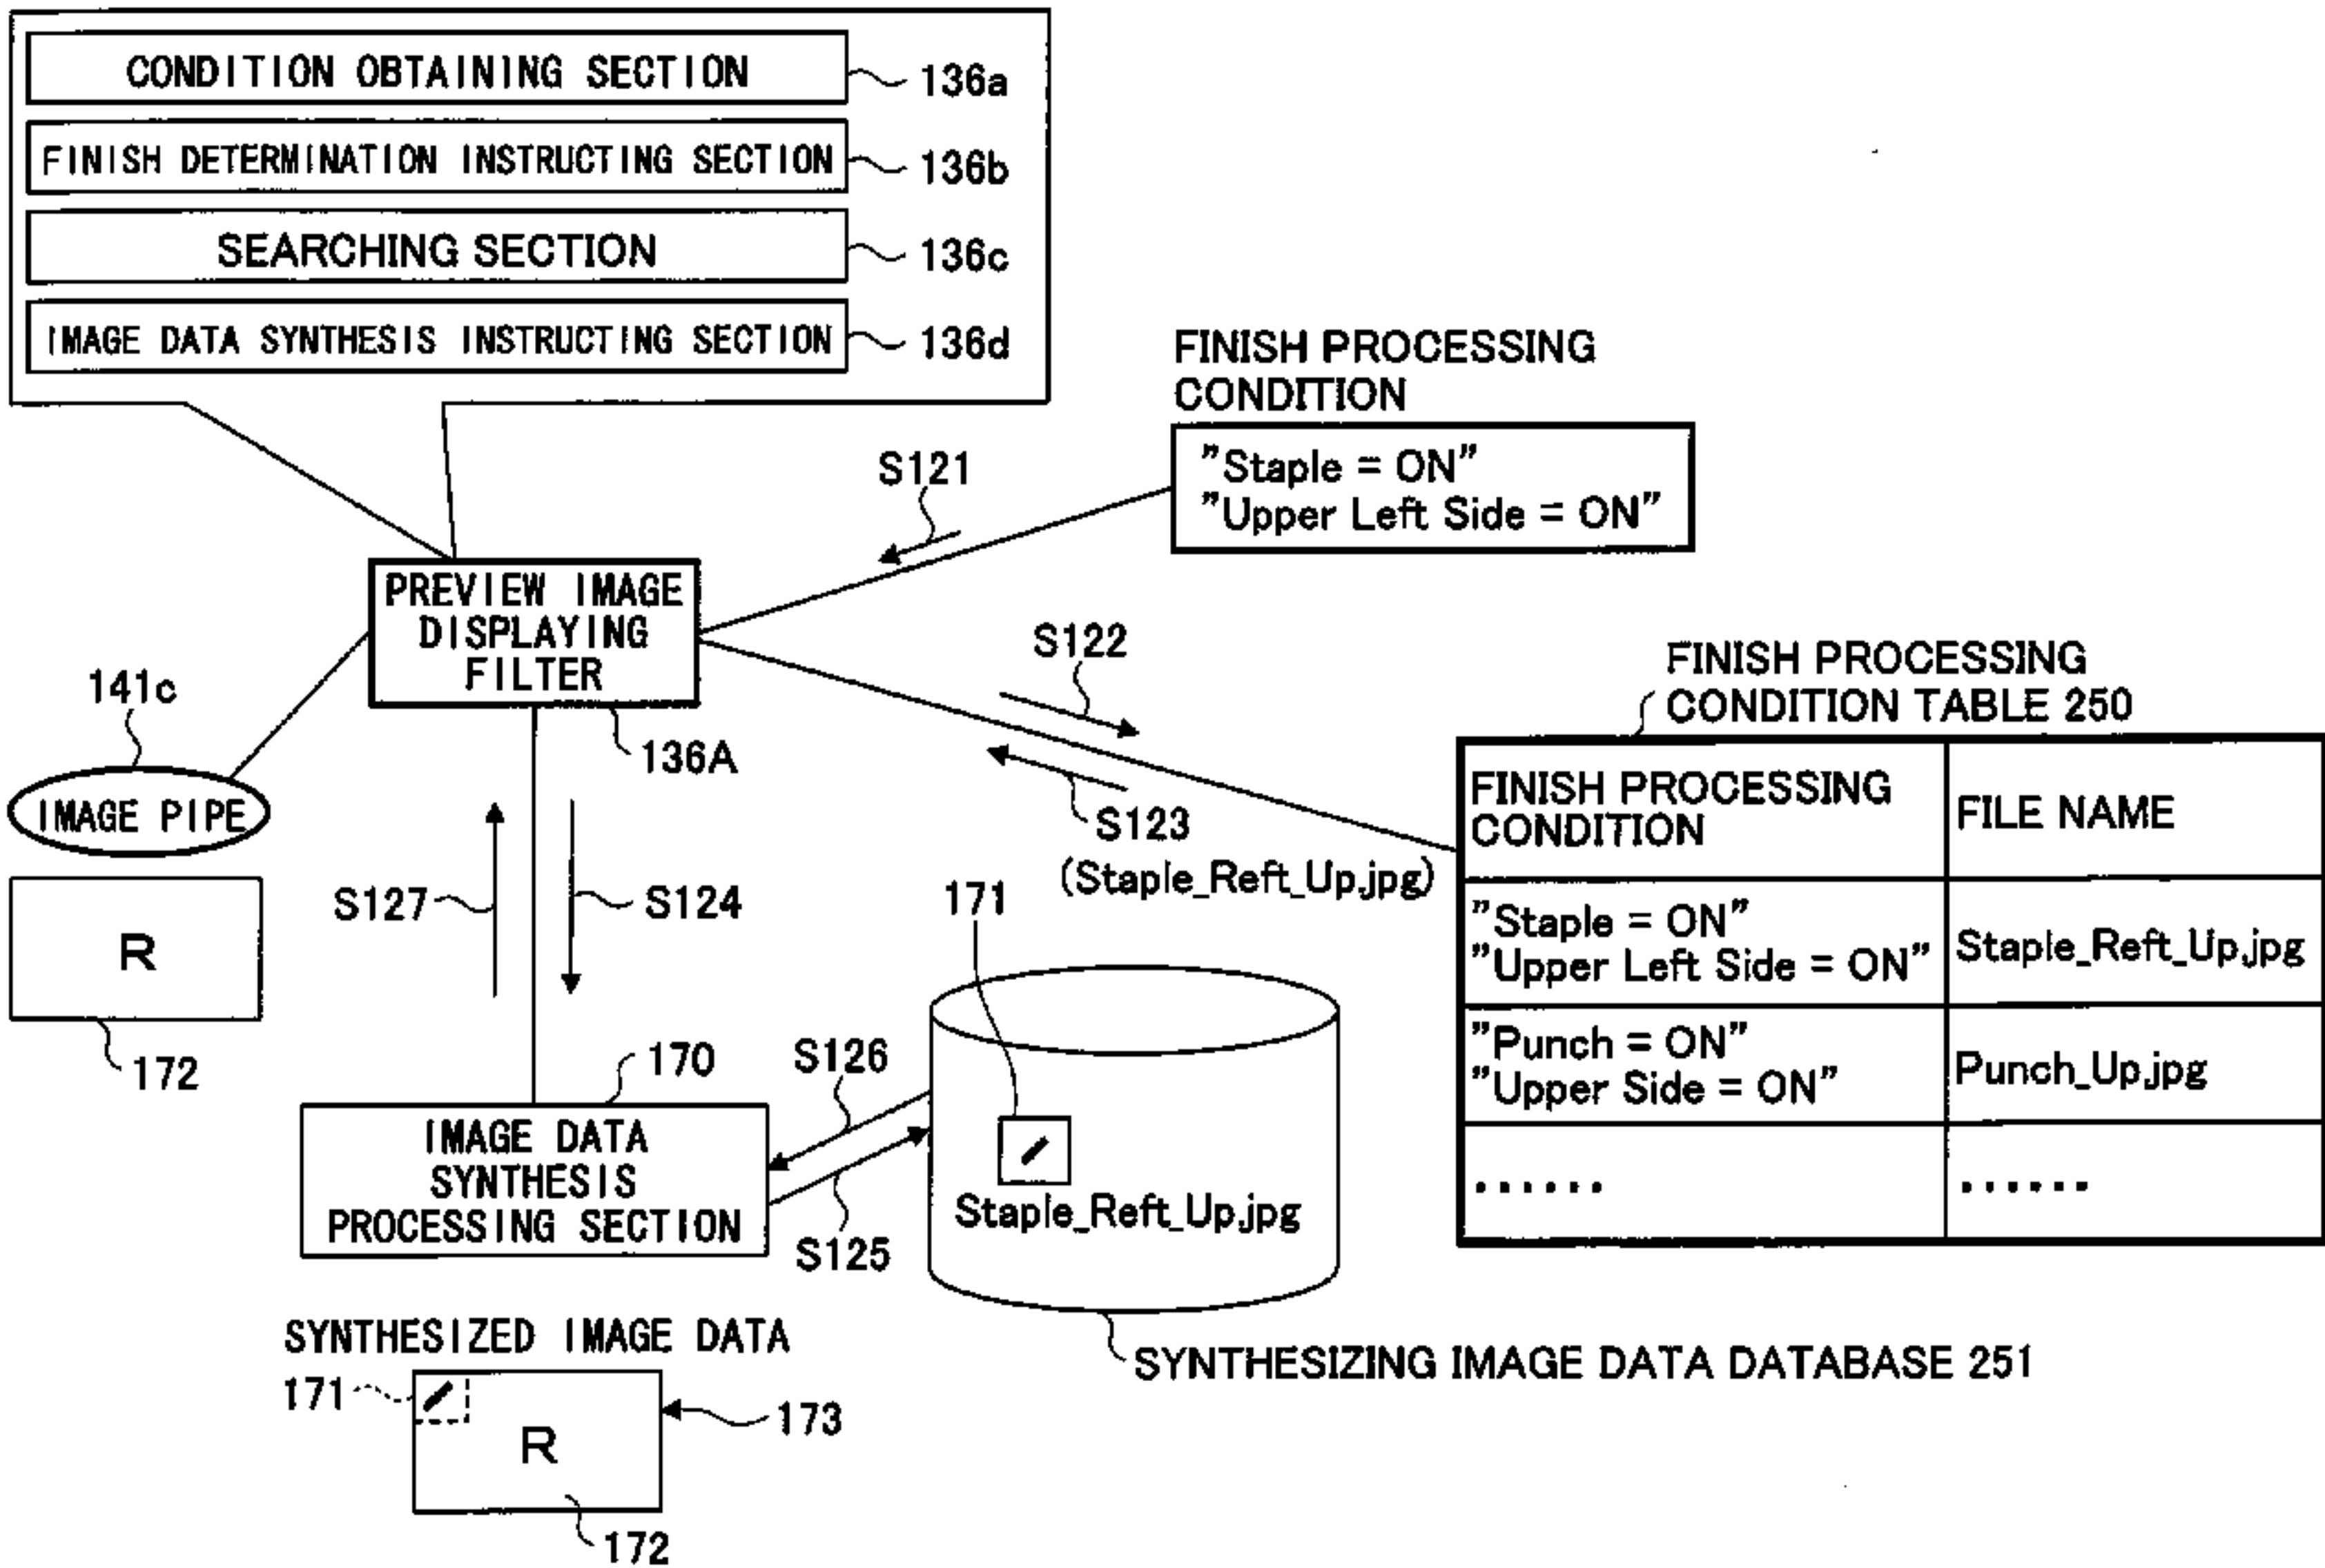 CONDITION OBTAINING SECTION
136a
FINISH DETERMINATION INSTRUCTING SECTION
136b
SEARCHING SECTION
136c
IMAGE DATA SYNTHESIS INSTRUCTING SECTION
136d
FINISH PROCESSING
CONDITION
"Staple = ON"
"Upper Left Side = ON"
S121
PREVIEW IMAGE
DISPLAYING
FILTER
136A
141c
IMAGE PIPE
R
172
S122
S123
(Staple_Reft_Up.jpg)
FINISH PROCESSING
CONDITION TABLE 250
FINISH PROCESSING
CONDITION
FILE NAME
"Staple = ON"
"Upper Left Side = ON"
Staple_Reft_Up.jpg
"Punch = ON"
"Upper Side = ON"
Punch_Up.jpg
......
......
S127
S124
171
170
S126
S125
IMAGE DATA
SYNTHESIS
PROCESSING SECTION
Staple_Reft_Up.jpg
SYNTHESIZING IMAGE DATA DATABASE 251
SYNTHESIZED IMAGE DATA
171
173
R
172